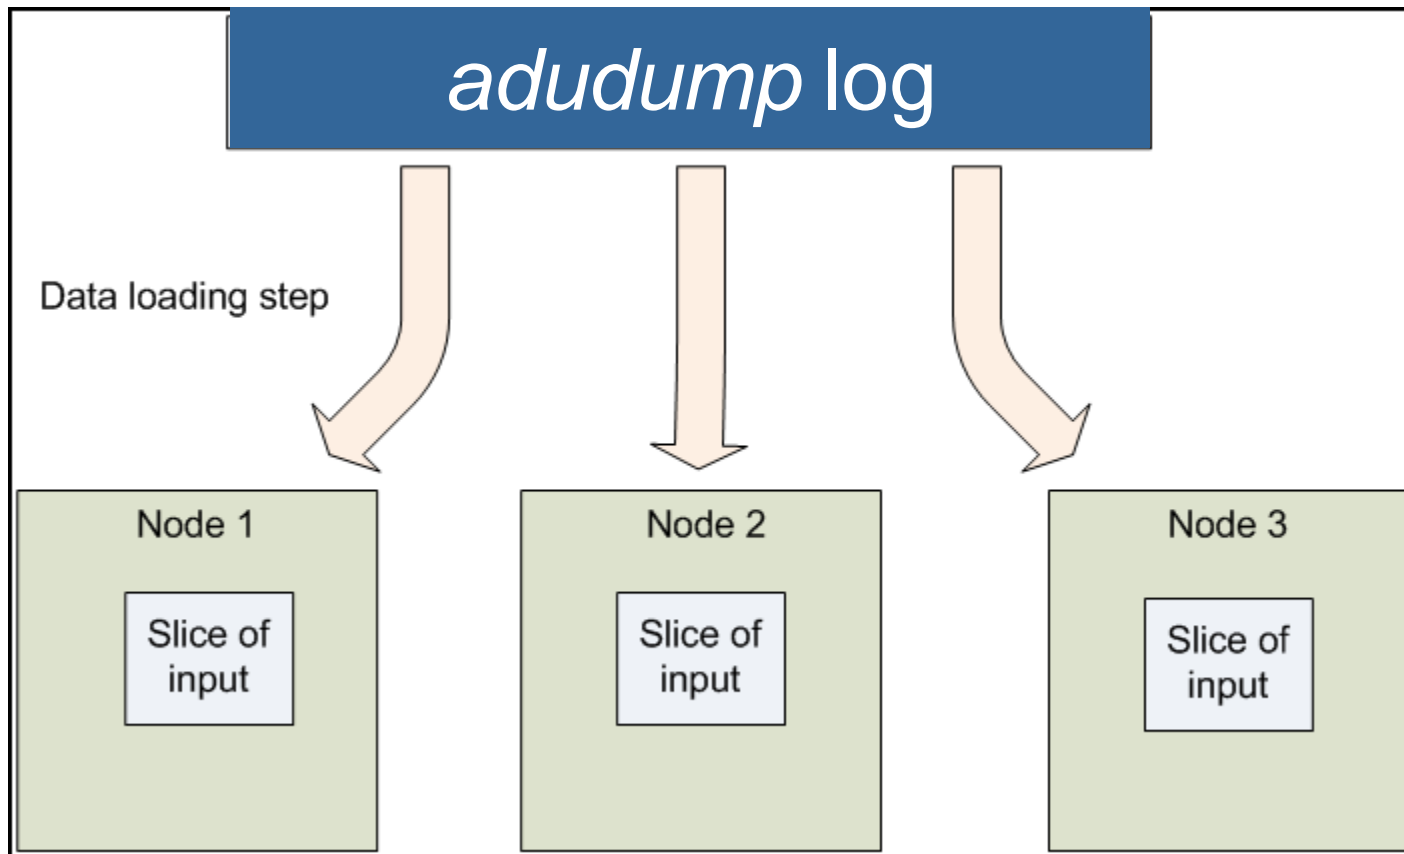 adudump log
Data loading step
Node 1
Node 2
Node 3
Slice of
input
Slice of
input
Slice of
input